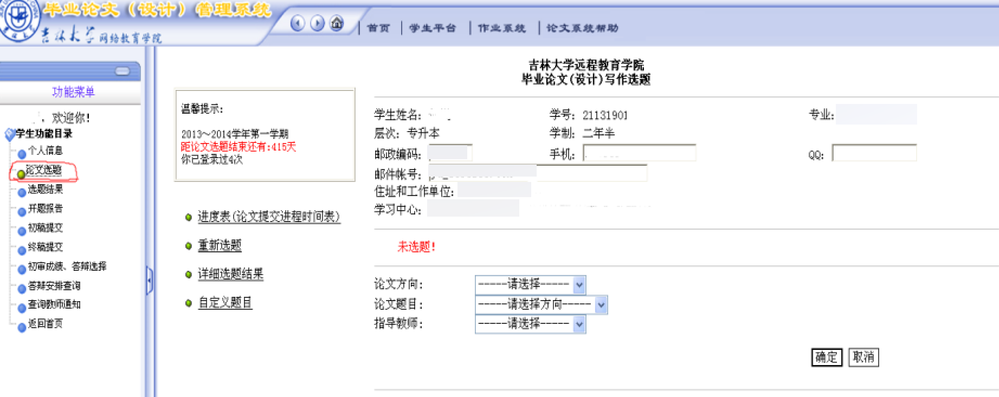 毕业论文（设计）管理系统
吉林大学 网络教育学院
首页 | 学生平台 | 作业系统 | 论文系统帮助
功能菜单
，欢迎你!
学生功能目录
个人信息
论文选题
选题结果
开题报告
初稿提交
终稿提交
初审成绩、答辩选择
答辩安排查询
查询教师通知
返回首页
温馨提示:
2013～2014学年第一学期
距论文选题结束还有:415天
你已登录过4次
进度表(论文提交进程时间表)
重新选题
详细选题结果
自定义题目
吉林大学远程教育学院
毕业论文(设计)写作选题
学生姓名: 学号: 21131901 专业:
层次: 专升本 学制: 二年半
邮政编码: 手机: QQ:
邮件帐号:
住址和工作单位:
学习中心:
未选题!
论文方向: -----请选择-----
论文题目: -----请选择方向-----
指导教师: -----请选择-----
确定 取消